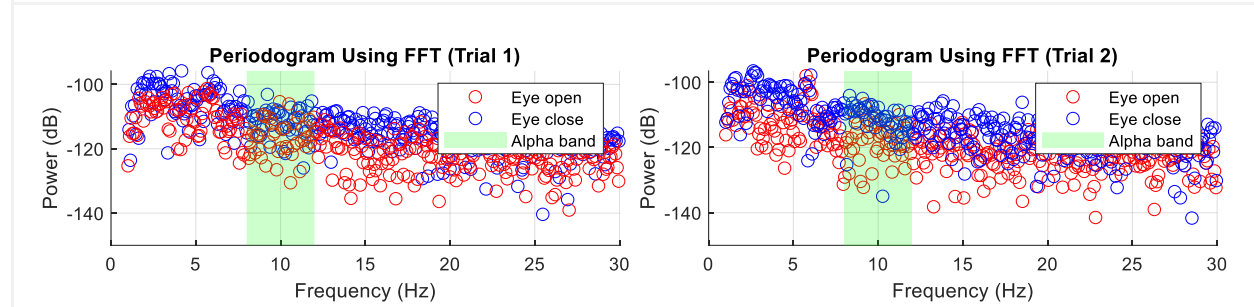 Periodogram Using FFT (Trial 1)
Power (dB)
-100
-120
-140
Eye open
Eye close
Alpha band
0 5 10 15 20 25 30
Frequency (Hz)
Periodogram Using FFT (Trial 2)
Power (dB)
-100
-120
-140
Eye open
Eye close
Alpha band
0 5 10 15 20 25 30
Frequency (Hz)